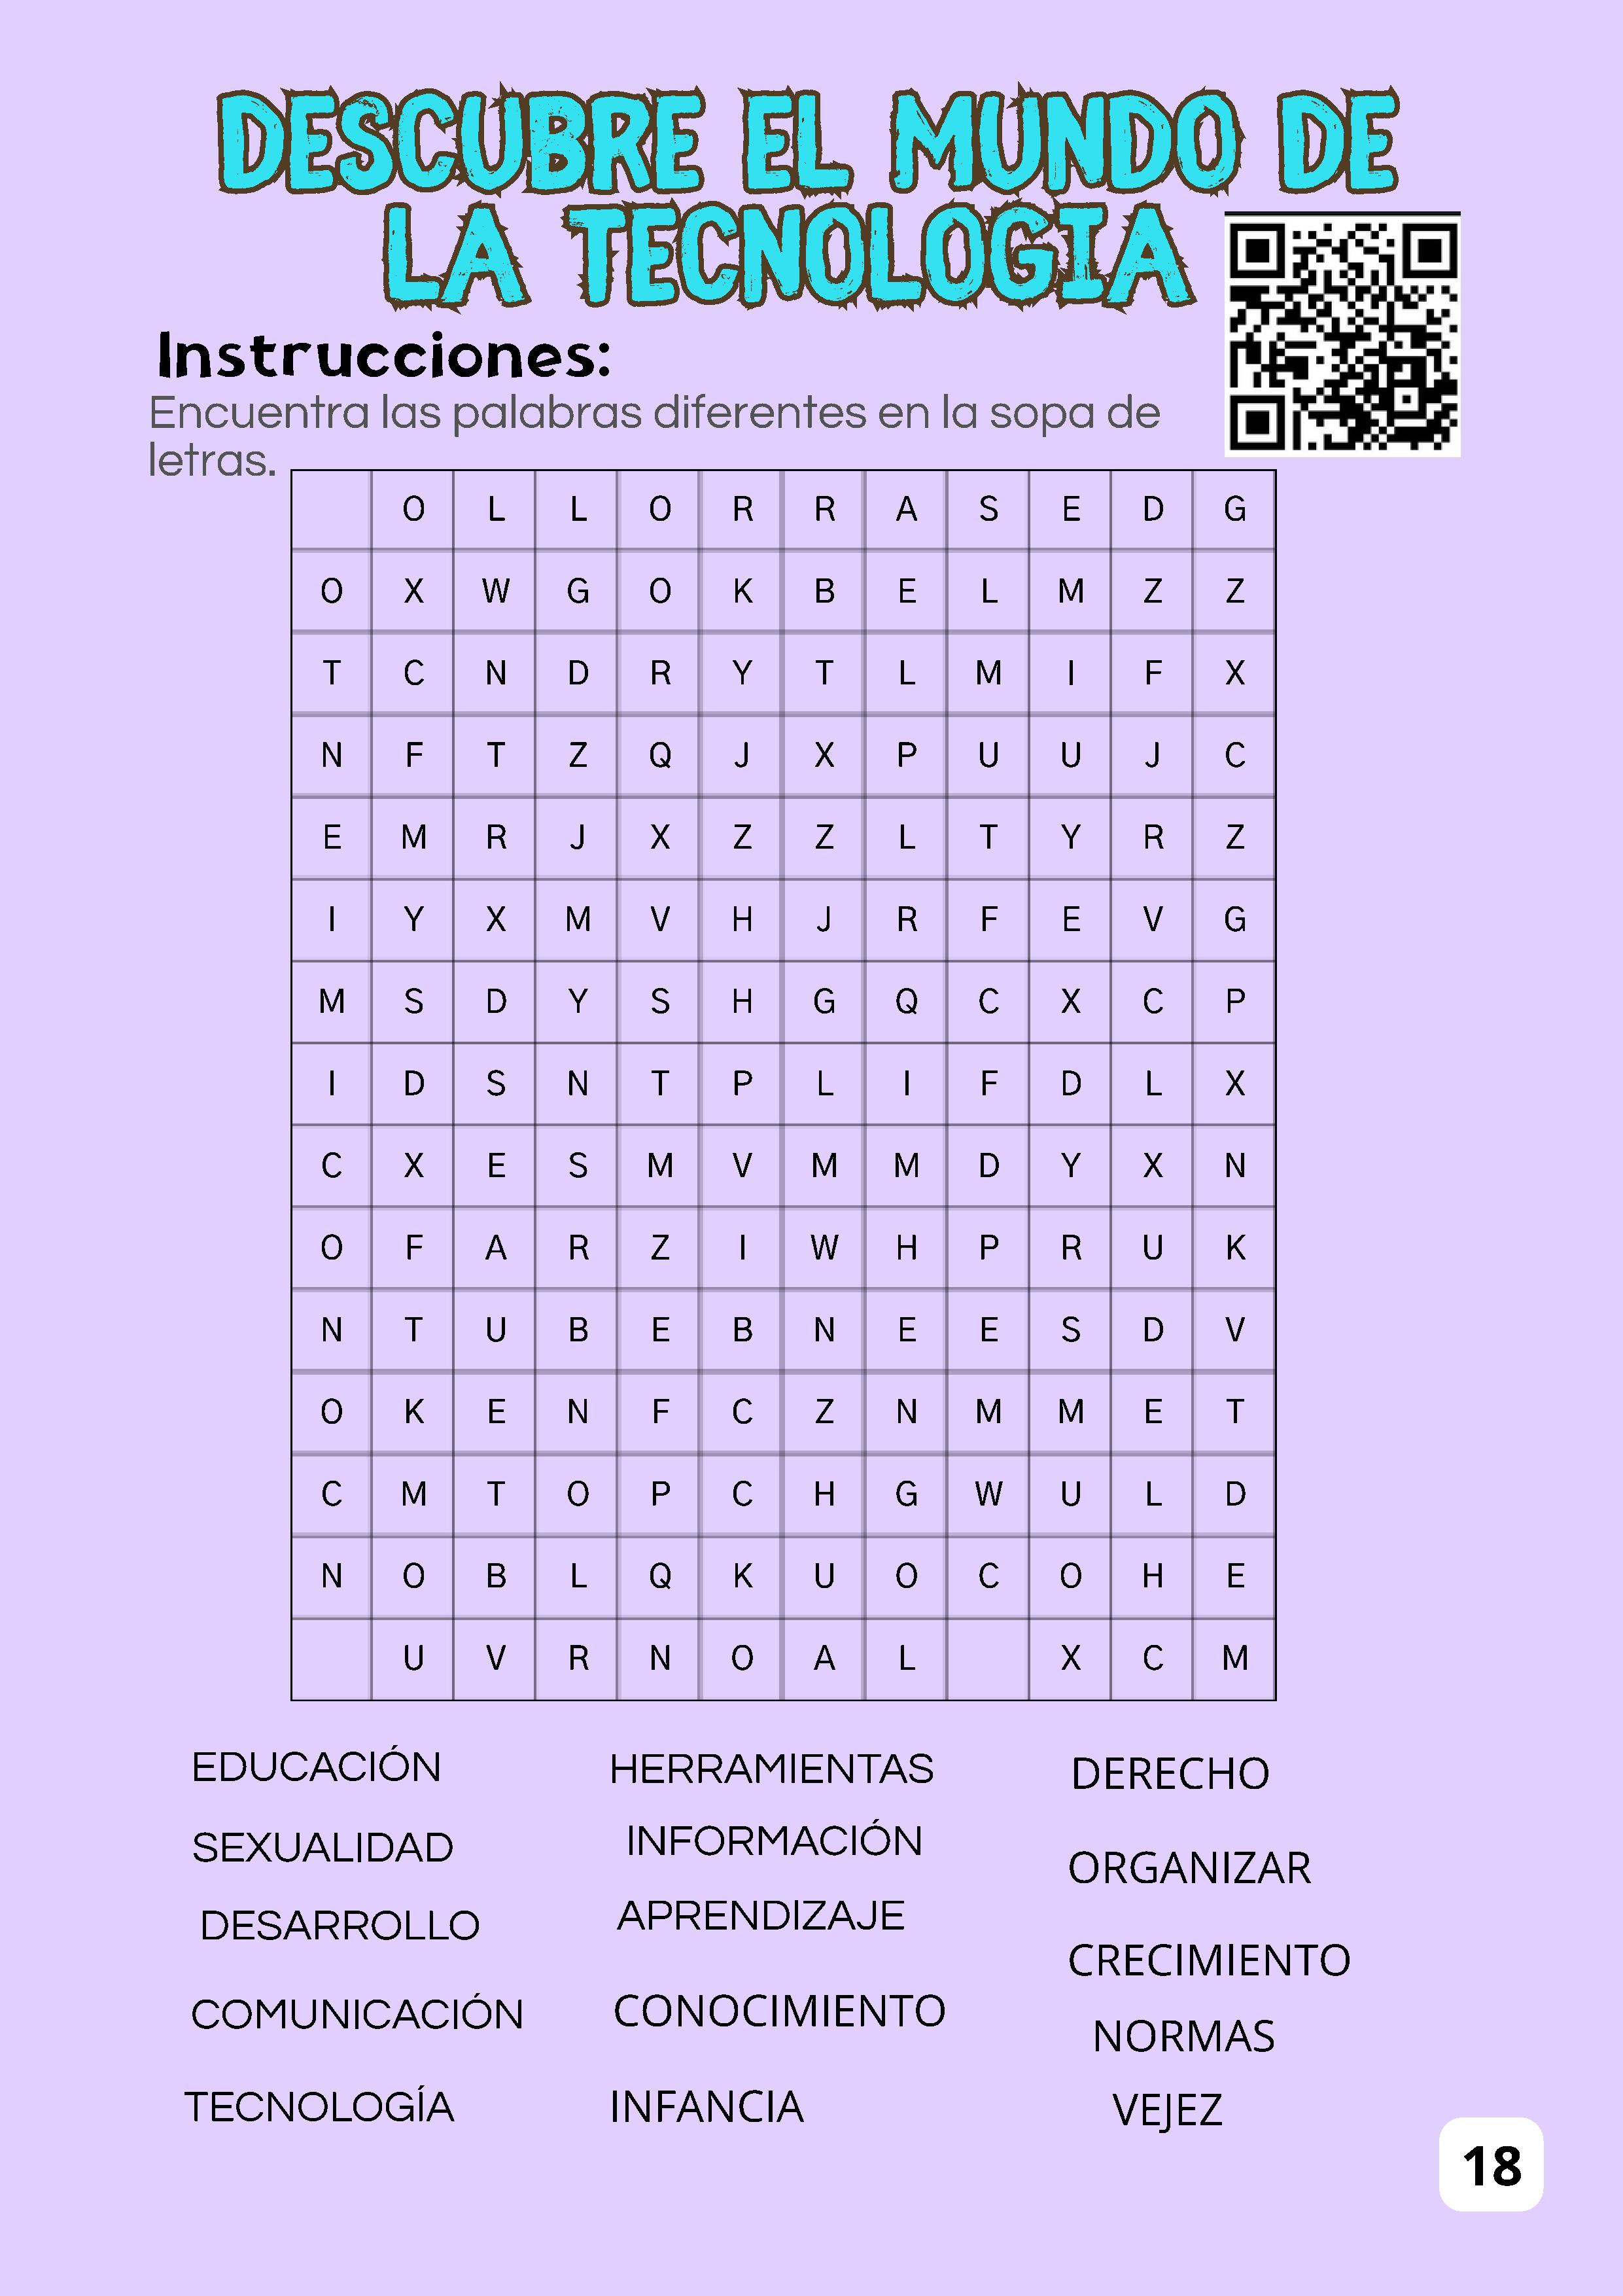 DESCUBRE EL MUNDO DE
LA TECNOLOGIA
Instrucciones:
Encuentra las palabras diferentes en la sopa de
letras.
O L L O R R A S E D G
O X W G O K B E L M Z Z
T C N D R Y T L M I F X
N F T Z Q J X P U U J C
E M R J X Z Z L T Y R Z
I Y X M V H J R F E V G
M S D Y S H G Q C X C P
I D S N T P L I F D L X
C X E S M V M M D Y X N
O F A R Z I W H P R U K
N T U B E B N E E S D V
O K E N F C Z N M M E T
C M T O P C H G W U L D
N O B L Q K U O C O H E
U V R N O A L X C M
EDUCACIÓN HERRAMIENTAS DERECHO
SEXUALIDAD INFORMACIÓN ORGANIZAR
DESARROLLO APRENDIZAJE CRECIMIENTO
COMUNICACIÓN CONOCIMIENTO NORMAS
TECNOLOGÍA INFANCIA VEJEZ
18